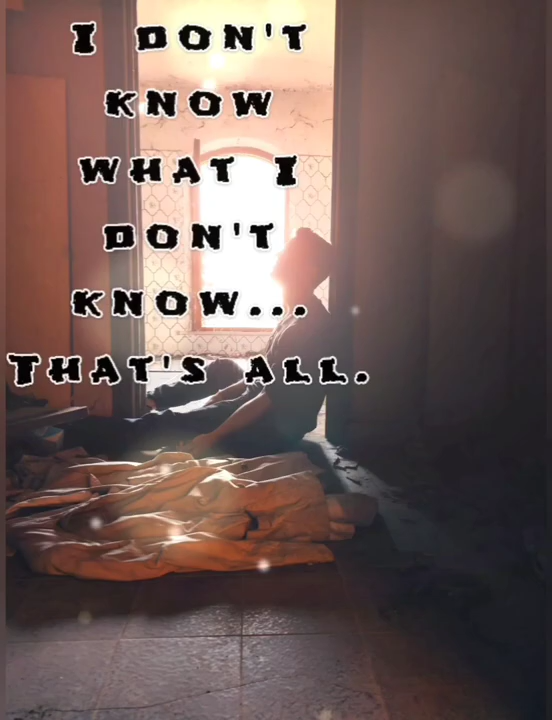 I DON'T
KNOW
WHAT I
DON'T
KNOW...
THAT'S ALL.